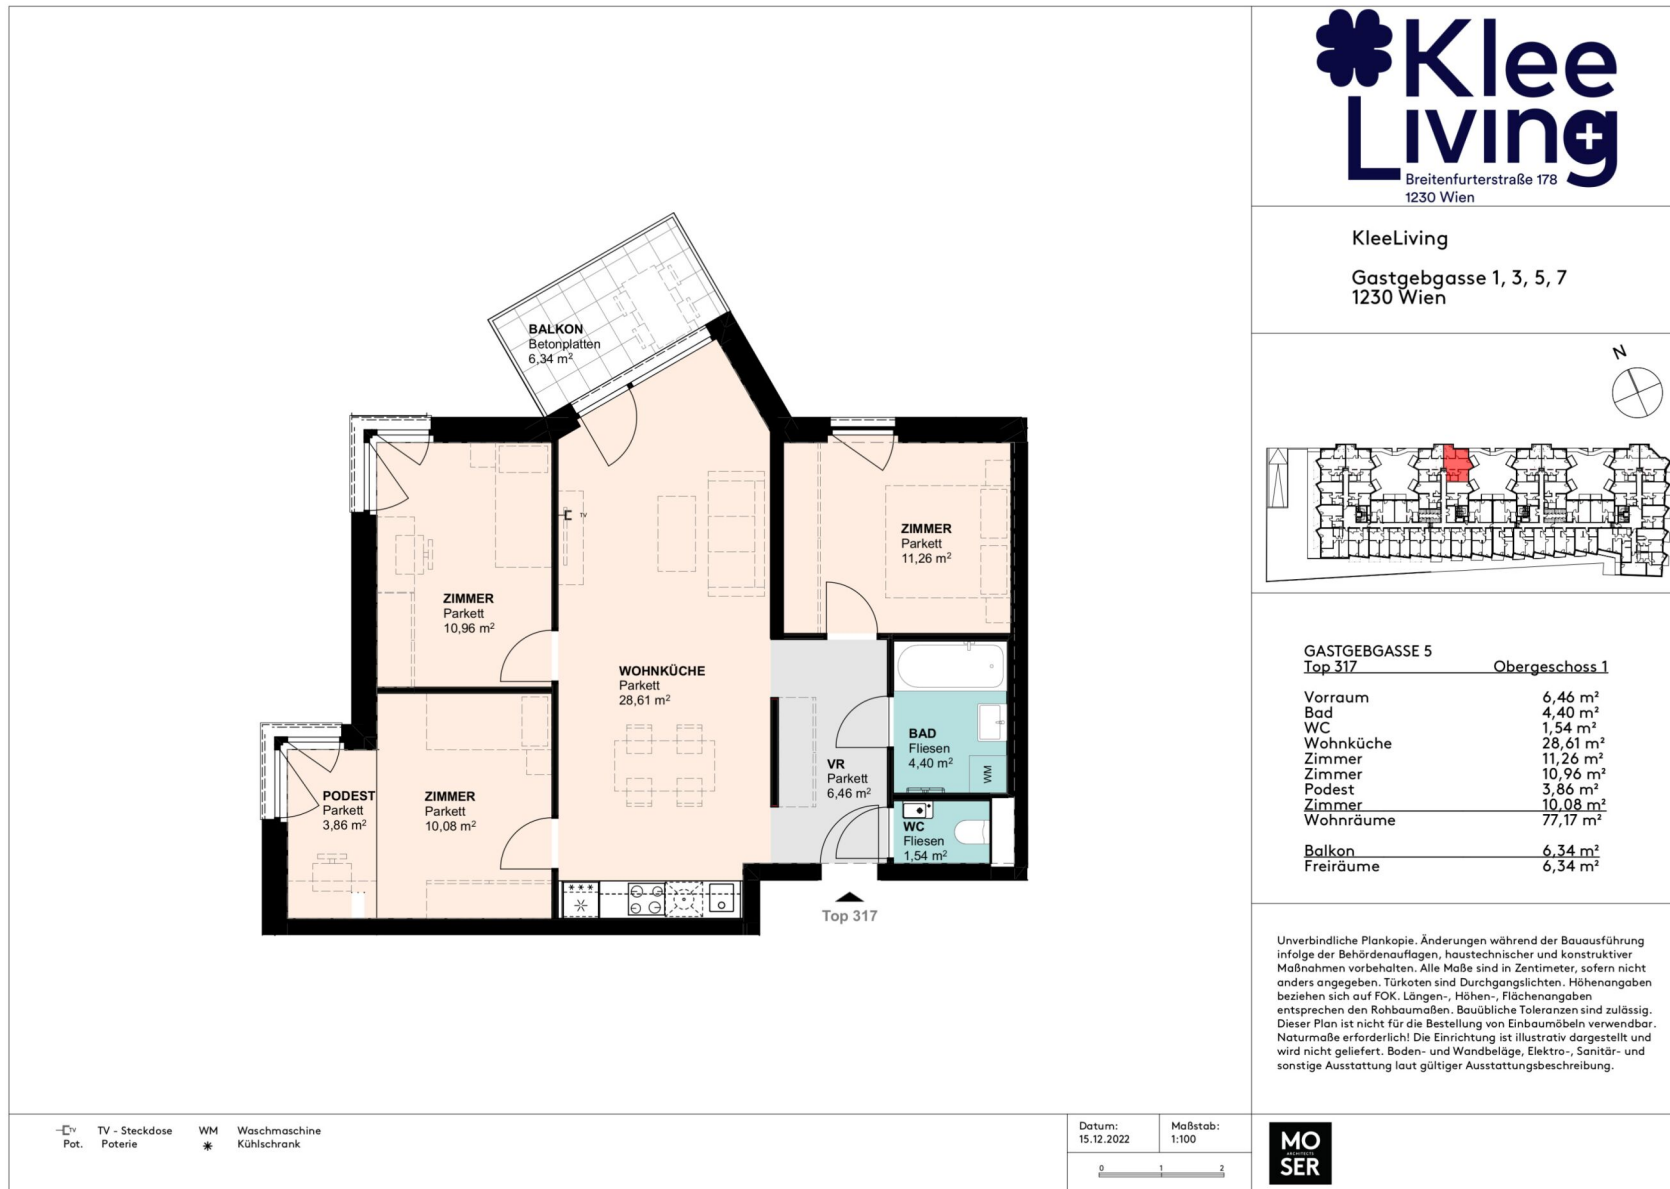 Klee
Living
Breitenfurterstraße 178
1230 Wien
KleeLiving
Gastgebgasse 1, 3, 5, 7
1230 Wien
N
BALKON
Betonplatten
6,34 m²
TV
ZIMMER
Parkett
11,26 m²
ZIMMER
Parkett
10,96 m²
WOHNKÜCHE
Parkett
28,61 m²
BAD
Fliesen
4,40 m²
WM
VR
Parkett
6,46 m²
PODEST
Parkett
3,86 m²
ZIMMER
Parkett
10,08 m²
WC
Fliesen
1,54 m²
Top 317
GASTGEBGASSE 5
Top 317 Obergeschoss 1
Vorraum 6,46 m²
Bad 4,40 m²
WC 1,54 m²
Wohnküche 28,61 m²
Zimmer 11,26 m²
Zimmer 10,96 m²
Podest 3,86 m²
Zimmer 10,08 m²
Wohnräume 77,17 m²
Balkon 6,34 m²
Freiräume 6,34 m²
Unverbindliche Plankopie. Änderungen während der Bauausführung
infolge der Behördenauflagen, haustechnischer und konstruktiver
Maßnahmen vorbehalten. Alle Maße sind in Zentimeter, sofern nicht
anders angegeben. Türkoten sind Durchgangslichten. Höhenangaben
beziehen sich auf FOK. Längen-, Höhen-, Flächenangaben
entsprechen den Rohbaumaßen. Bauübliche Toleranzen sind zulässig.
Dieser Plan ist nicht für die Bestellung von Einbaumöbeln verwendbar.
Naturmaße erforderlich! Die Einrichtung ist illustrativ dargestellt und
wird nicht geliefert. Boden- und Wandbeläge, Elektro-, Sanitär- und
sonstige Ausstattung laut gültiger Ausstattungsbeschreibung.
TV TV - Steckdose WM Waschmaschine
Pot. Poterie Kühlschrank
Datum: Maßstab:
15.12.2022 1:100
0 1 2
MO
ARCHITECTS
SER